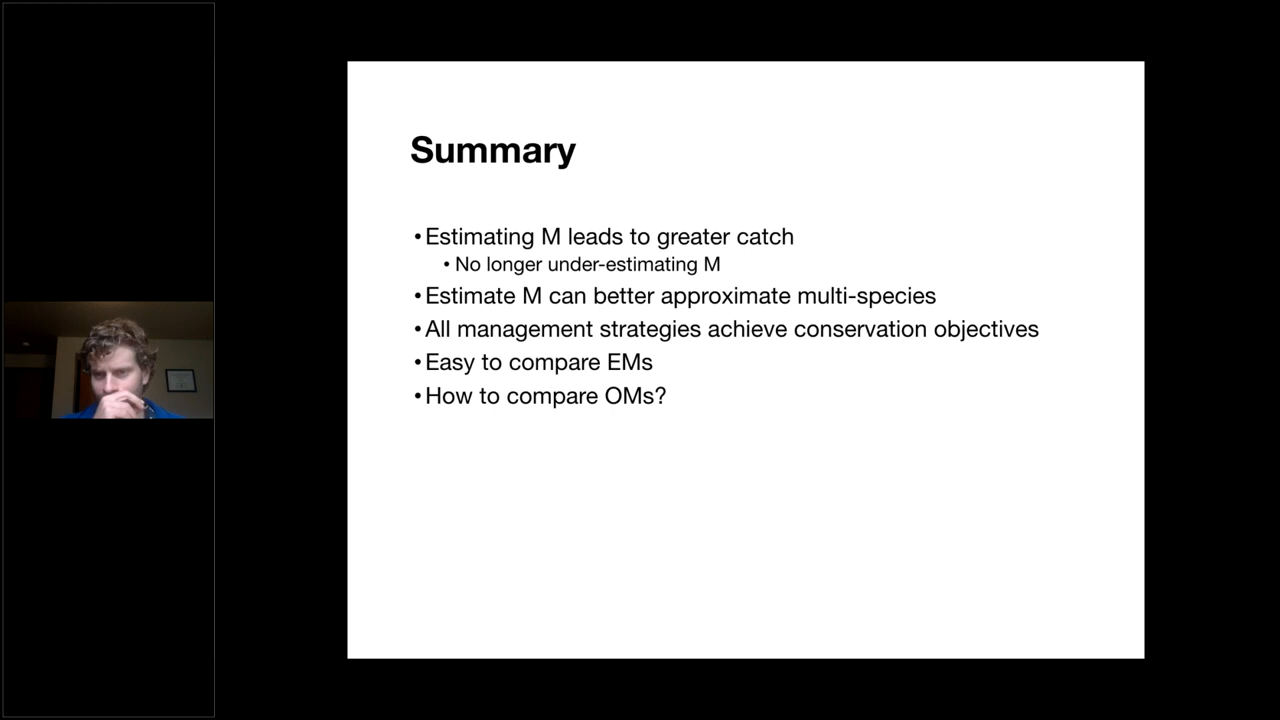 Summary
• Estimating M leads to greater catch
• No longer under-estimating M
• Estimate M can better approximate multi-species
• All management strategies achieve conservation objectives
• Easy to compare EMs
• How to compare OMs?